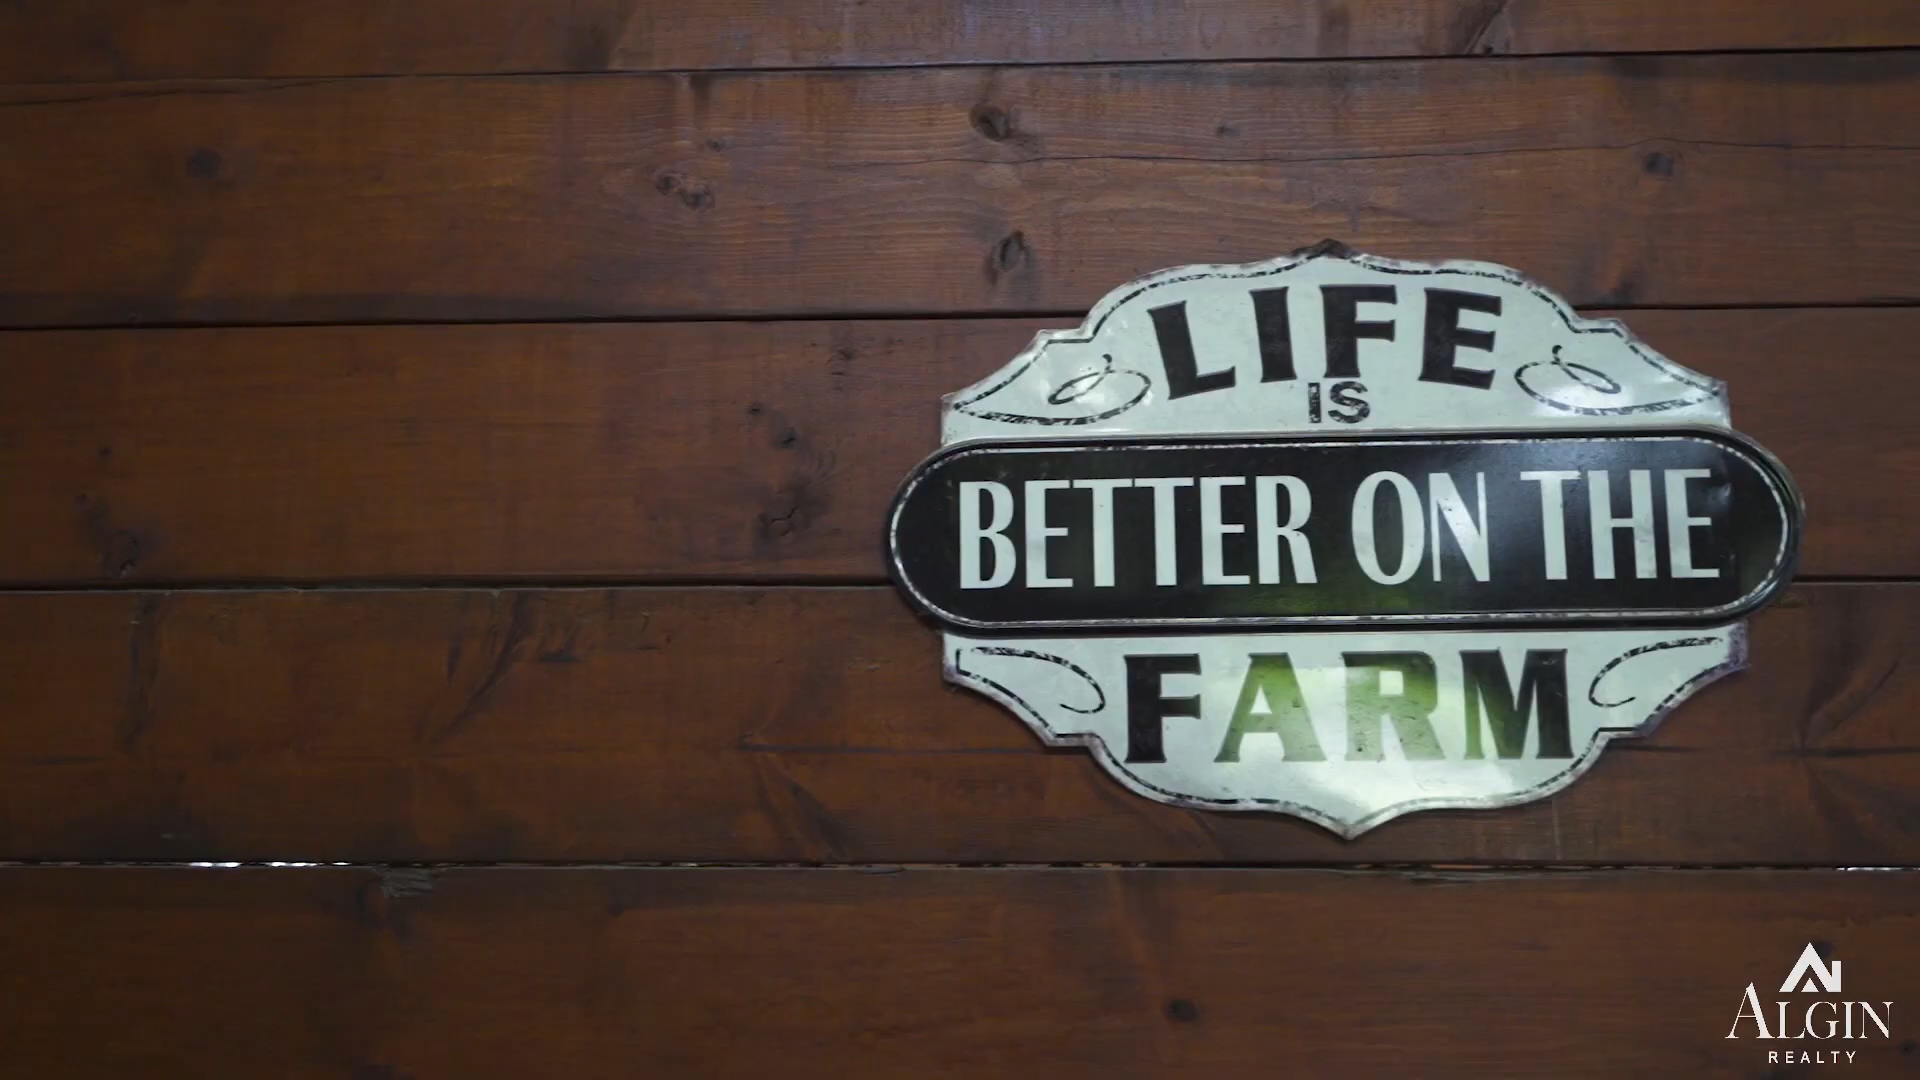 LIFE
IS
BETTER ON THE
FARM
ALGIN
REALTY